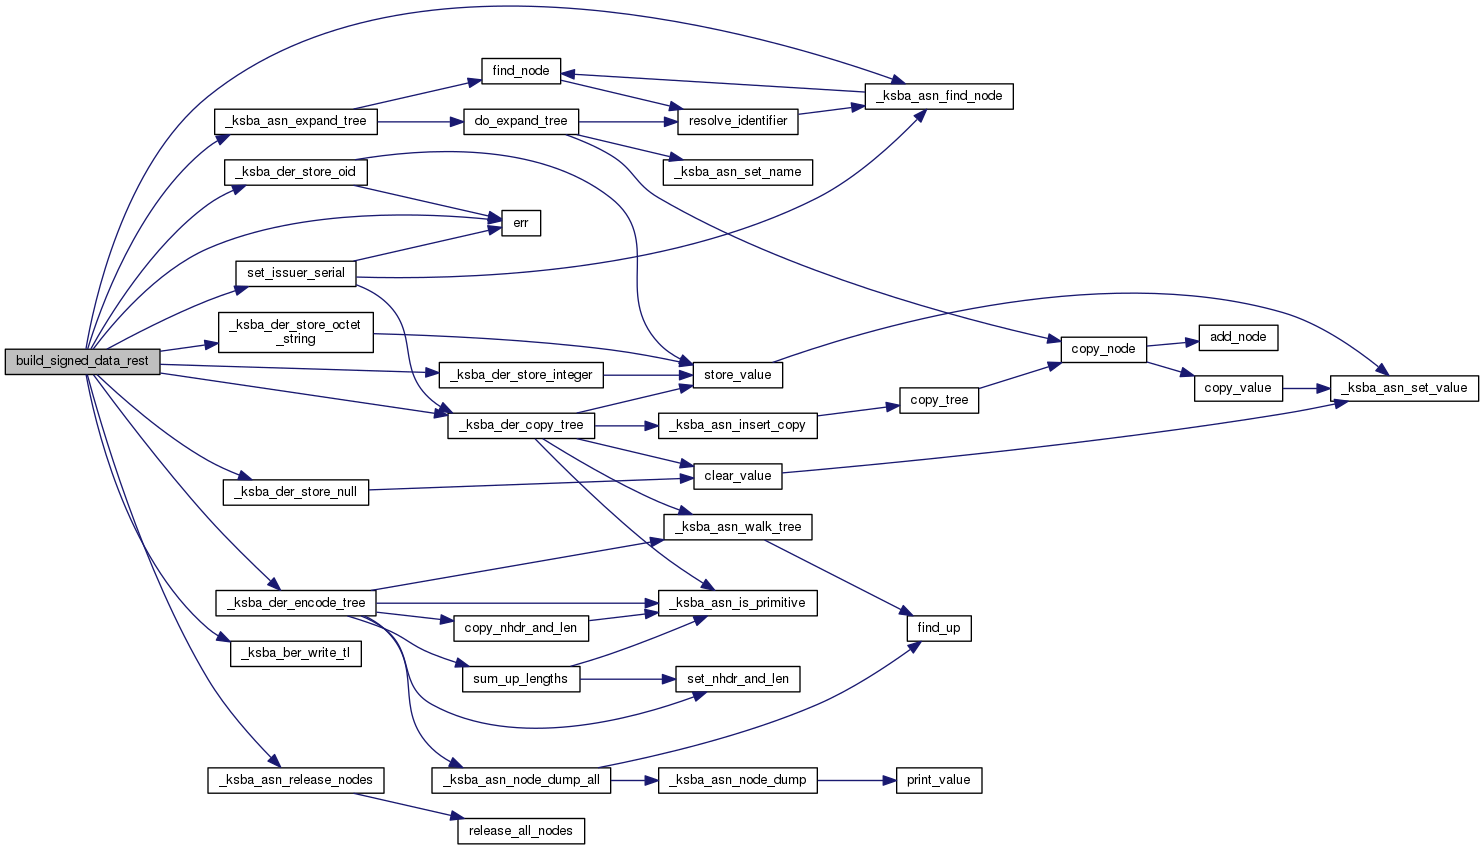 find_node
_ksba_asn_find_node
_ksba_asn_expand_tree
do_expand_tree
resolve_identifier
_ksba_der_store_oid
_ksba_asn_set_name
err
set_issuer_serial
_ksba_der_store_octet
_string
add_node
copy_node
build_signed_data_rest
_ksba_der_store_integer
store_value
copy_value
_ksba_asn_set_value
copy_tree
_ksba_der_copy_tree
_ksba_asn_insert_copy
clear_value
_ksba_der_store_null
_ksba_asn_walk_tree
_ksba_der_encode_tree
_ksba_asn_is_primitive
copy_nhdr_and_len
find_up
_ksba_ber_write_tl
sum_up_lengths
set_nhdr_and_len
_ksba_asn_release_nodes
_ksba_asn_node_dump_all
_ksba_asn_node_dump
print_value
release_all_nodes